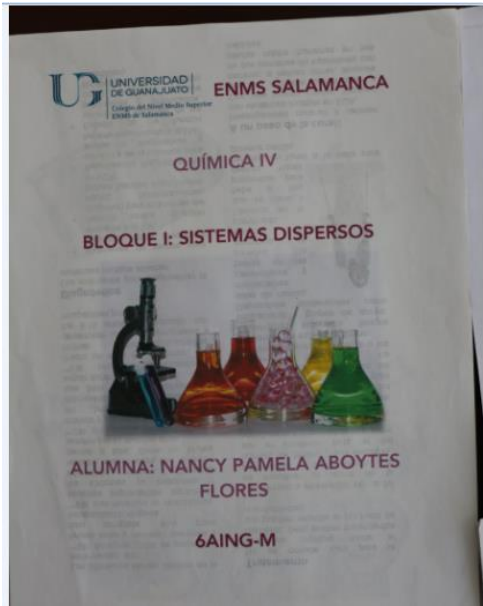 UG
UNIVERSIDAD
DE GUANAJUATO
Colegio del Nivel Medio Superior
ENMS de Salamanca
ENMS SALAMANCA
QUÍMICA IV
BLOQUE I: SISTEMAS DISPERSOS
ALUMNA: NANCY PAMELA ABOYTES
FLORES
6AING-M